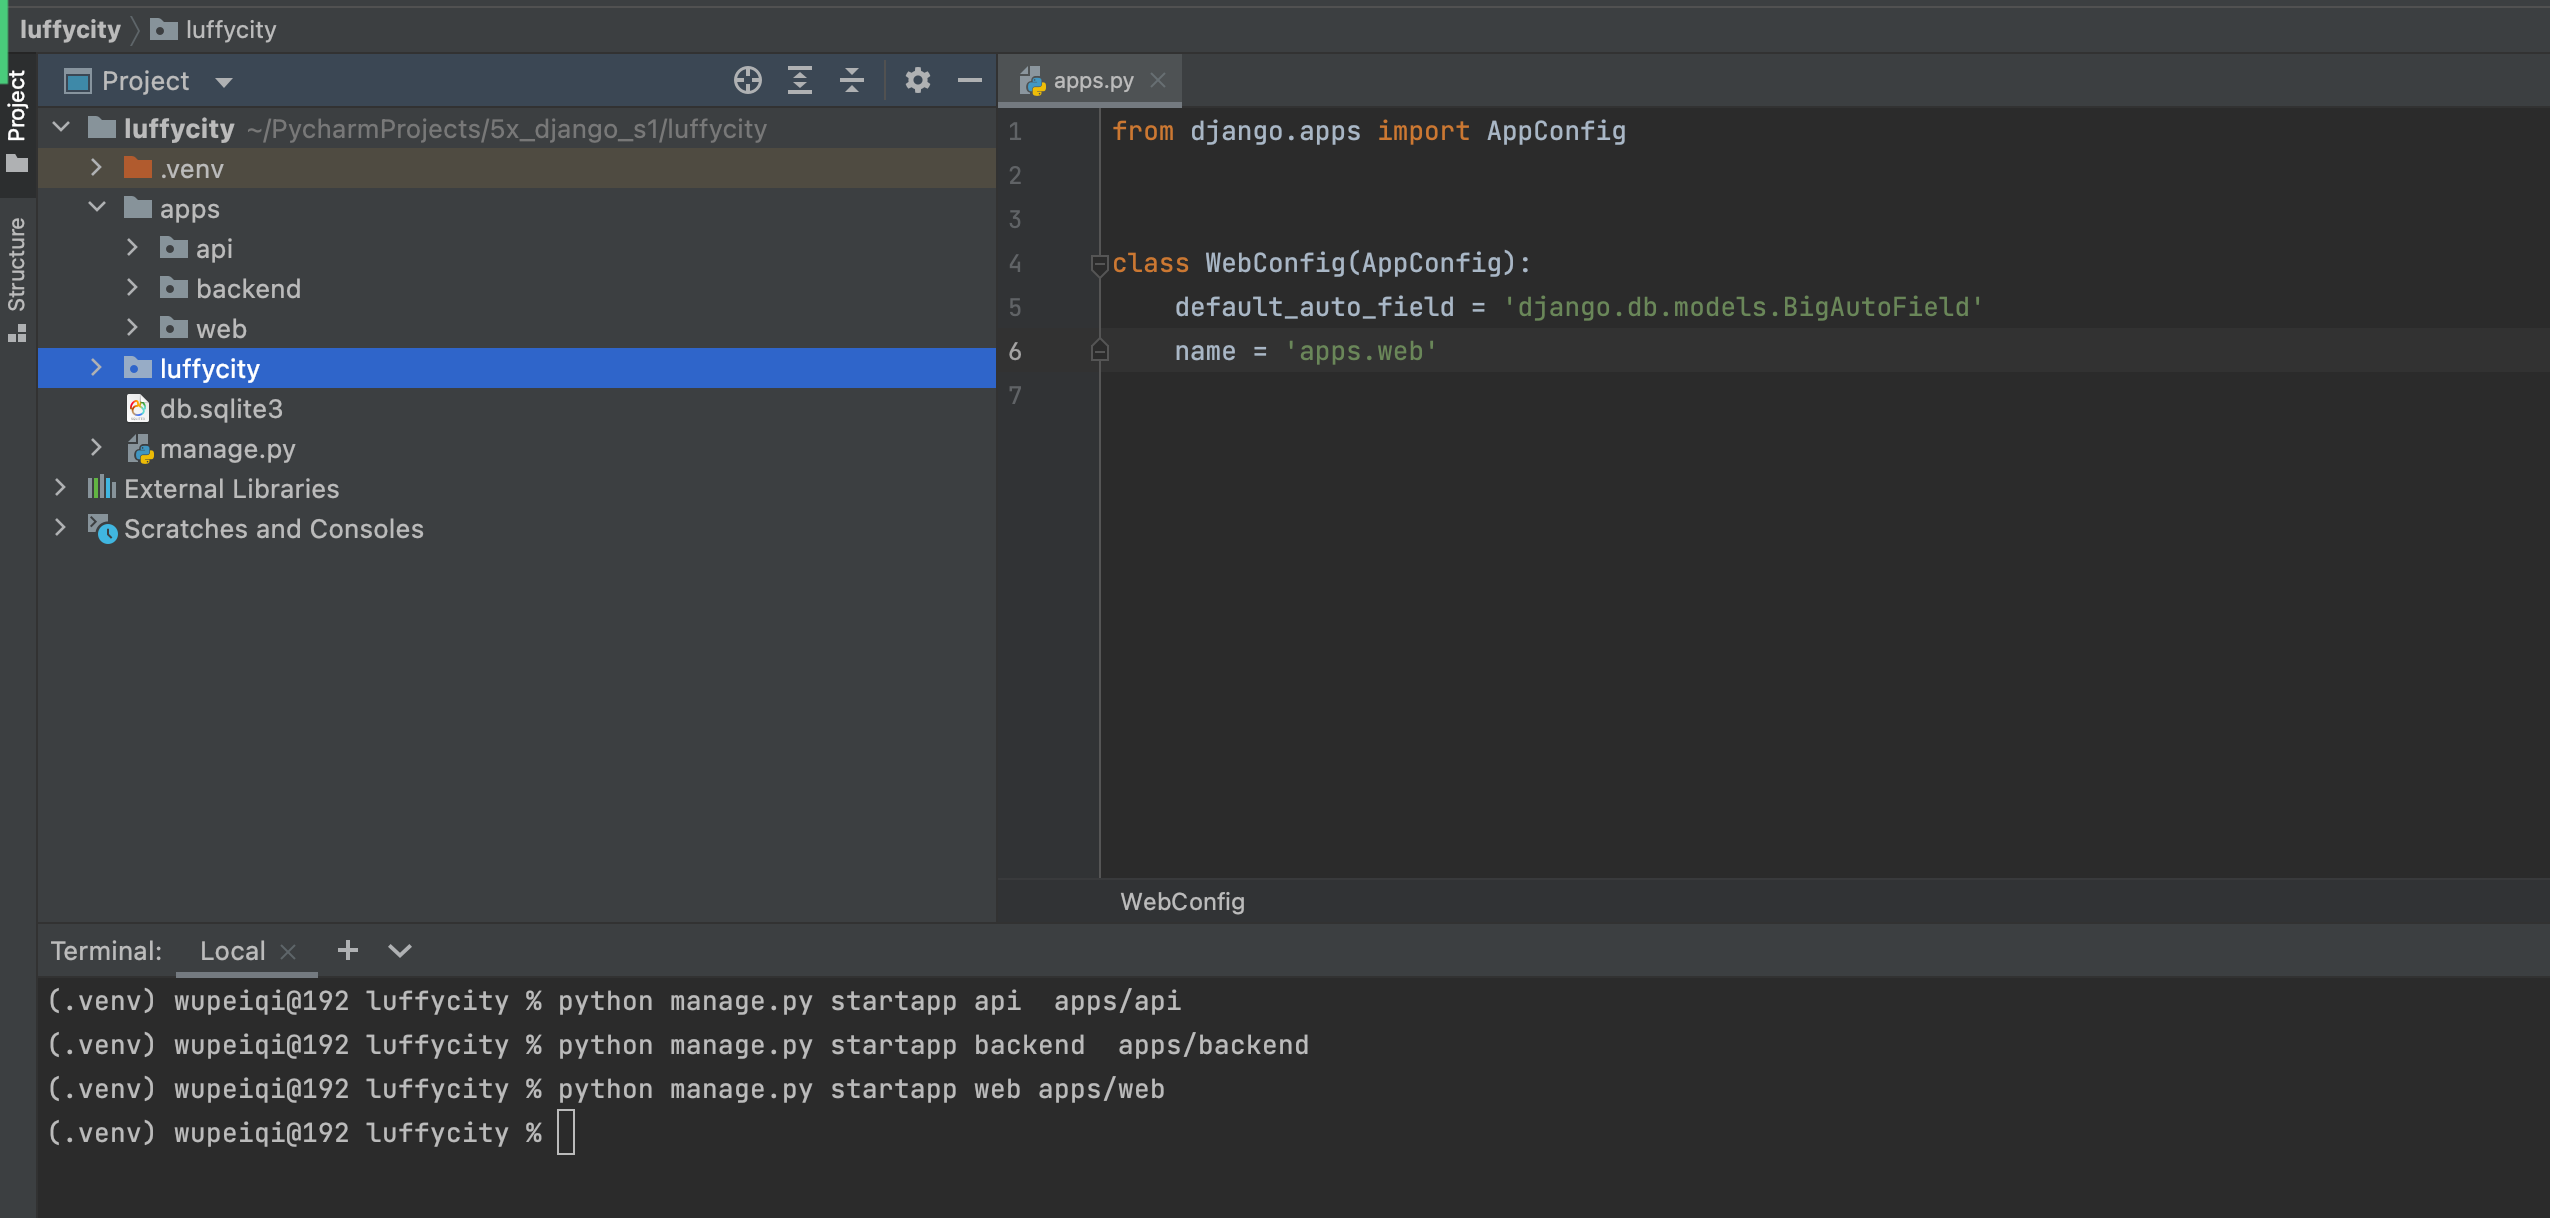 luffycity luffycity
Project
Structure
Project
luffycity ~/PycharmProjects/5x_django_s1/luffycity
.venv
apps
api
backend
web
luffycity
db.sqlite3
manage.py
External Libraries
Scratches and Consoles
apps.py
1 from django.apps import AppConfig
2
3
4 class WebConfig(AppConfig):
5     default_auto_field = 'django.db.models.BigAutoField'
6     name = 'apps.web'
7
WebConfig
Terminal: Local
(.venv) wupeiqi@192 luffycity % python manage.py startapp api  apps/api
(.venv) wupeiqi@192 luffycity % python manage.py startapp backend  apps/backend
(.venv) wupeiqi@192 luffycity % python manage.py startapp web apps/web
(.venv) wupeiqi@192 luffycity %